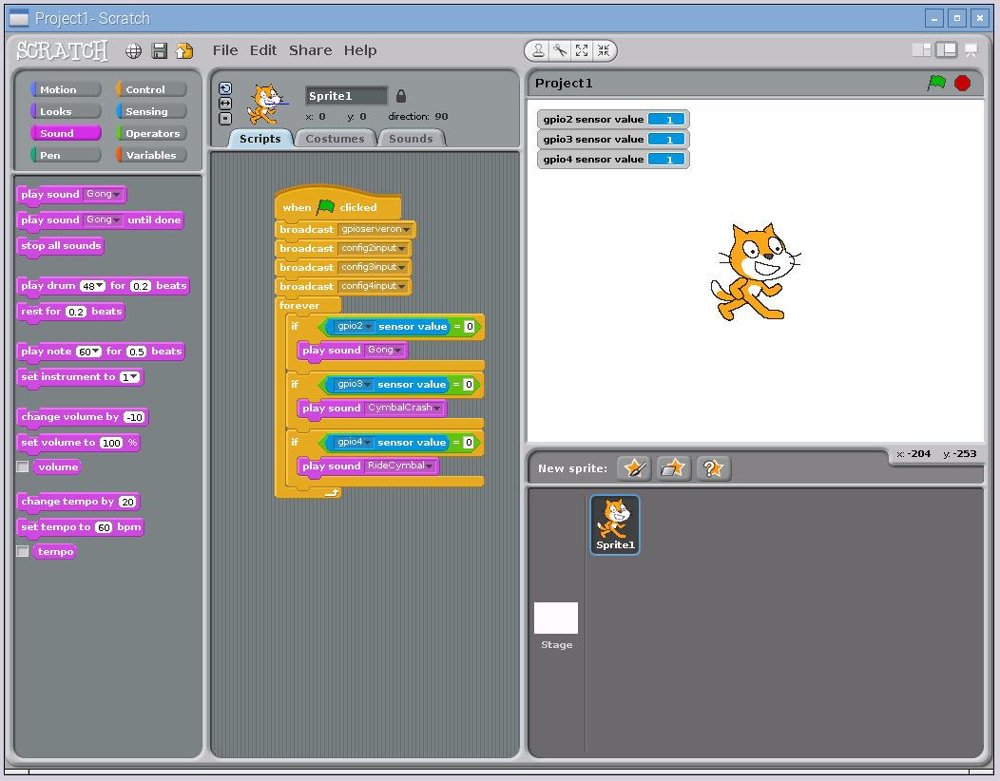 Project1- Scratch
SCRATCH File Edit Share Help
Motion Control
Looks Sensing
Sound Operators
Pen Variables
play sound Gong
play sound Gong until done
stop all sounds
play drum 48 for 0.2 beats
rest for 0.2 beats
play note 60 for 0.5 beats
set instrument to 1
change volume by -10
set volume to 100 %
volume
change tempo by 20
set tempo to 60 bpm
tempo
Sprite1
x: 0 y: 0 direction: 90
Scripts Costumes Sounds
when clicked
broadcast gpioserveron
broadcast config2input
broadcast config3input
broadcast config4input
forever
if gpio2 sensor value = 0
play sound Gong
if gpio3 sensor value = 0
play sound CymbalCrash
if gpio4 sensor value = 0
play sound RideCymbal
Project1
gpio2 sensor value 1
gpio3 sensor value 1
gpio4 sensor value 1
x: -204 y: -253
New sprite:
Sprite1
Stage